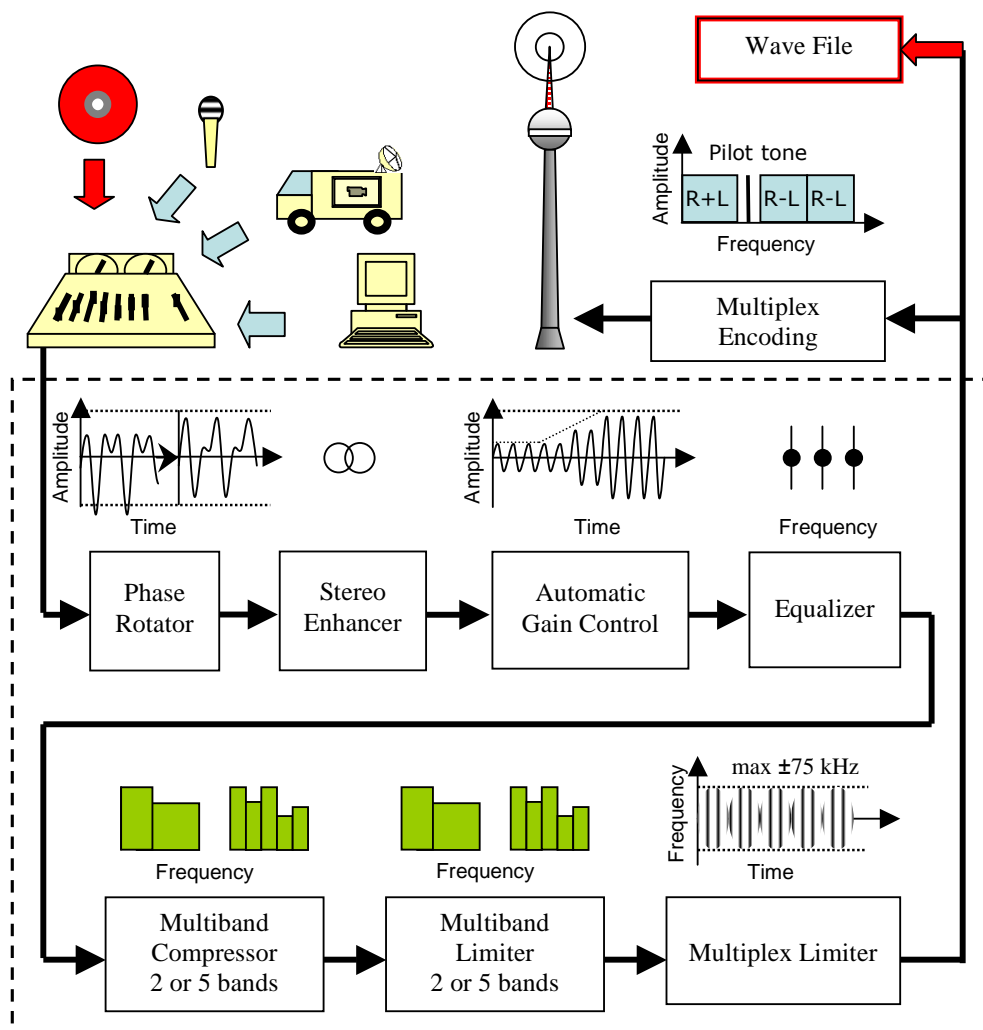 Wave File
Amplitude
Pilot tone
R+L
R-L
R-L
Frequency
Multiplex
Encoding
Amplitude
Time
Amplitude
Time
Frequency
Phase
Rotator
Stereo
Enhancer
Automatic
Gain Control
Equalizer
Frequency
Frequency
Frequency
max ±75 kHz
Time
Multiband
Compressor
2 or 5 bands
Multiband
Limiter
2 or 5 bands
Multiplex Limiter